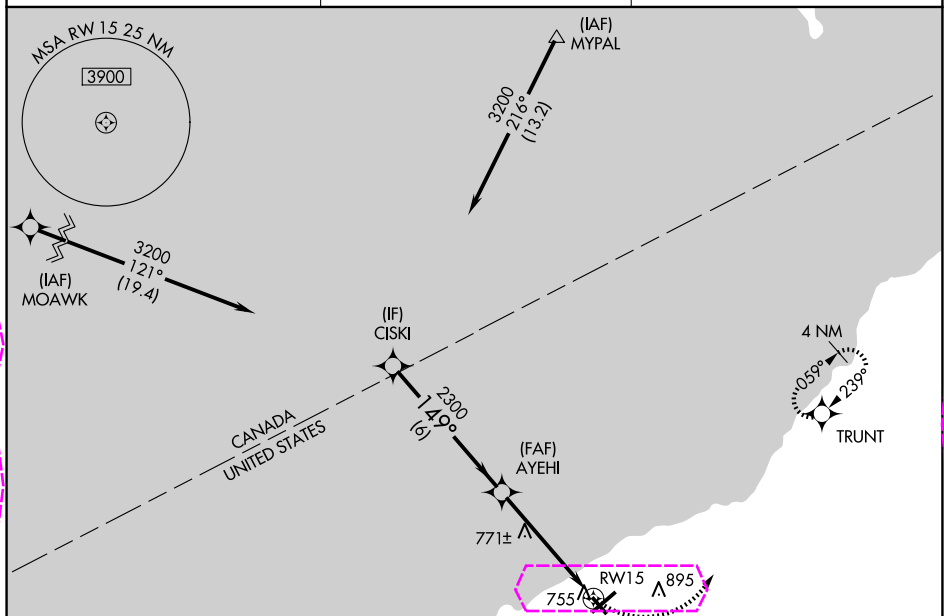 MSA RW 15 25 NM
3900
(IAF)
MYPAL
3200
216°
(13.2)
3200
121°
(19.4)
(IAF)
MOAWK
(IF)
CISKI
4 NM
059°
239°
TRUNT
2300
149°
(6)
CANADA
UNITED STATES
(FAF)
AYEHI
771±
RW15
895
755